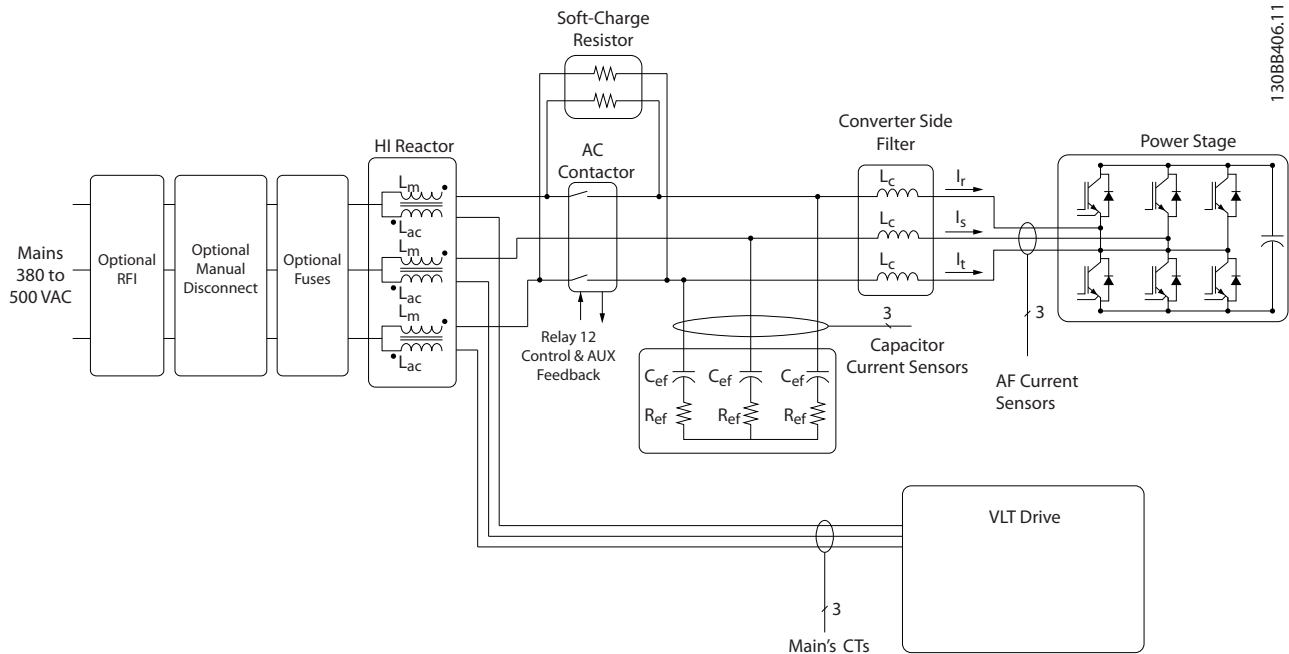 130BB406.11
Soft-Charge
Resistor
Converter Side
Filter
Power Stage
HI Reactor
AC
Contactor
Lm
Lac
Lm
Lac
Lm
Lac
Mains
380 to
500 VAC
Optional
RFI
Optional
Manual
Disconnect
Optional
Fuses
Lc
Ir
Lc
Is
Lc
It
Relay 12
Control & AUX
Feedback
3
Capacitor
Current Sensors
3
AF Current
Sensors
Cef
Cef
Cef
Ref
Ref
Ref
VLT Drive
3
Main's CTs